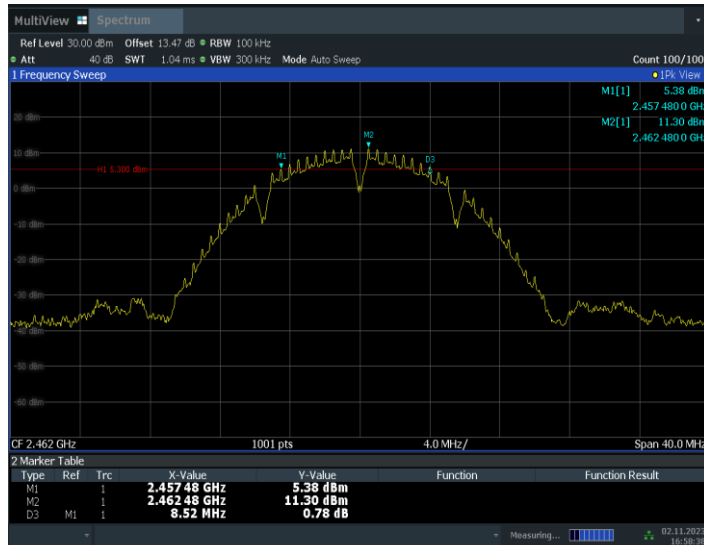 MultiView Spectrum
Ref Level 30.00 dBm Offset 13.47 dB RBW 100 kHz
Att 40 dB SWT 1.04 ms VBW 300 kHz Mode Auto Sweep Count 100/100
1 Frequency Sweep 1Pk View
M1[1] 5.38 dBm
2.457 480 0 GHz
M2[1] 11.30 dBm
2.462 480 0 GHz
20 dBm
M2
10 dBm
M1 D3
H1 5.300 dBm
0 dBm
-10 dBm
-20 dBm
-30 dBm
-40 dBm
-50 dBm
-60 dBm
CF 2.462 GHz 1001 pts 4.0 MHz/ Span 40.0 MHz
2 Marker Table
Type Ref Trc X-Value Y-Value Function Function Result
M1 1 2.457 48 GHz 5.38 dBm
M2 1 2.462 48 GHz 11.30 dBm
D3 M1 1 8.52 MHz 0.78 dB
Measuring... 02.11.2023
16:58:38